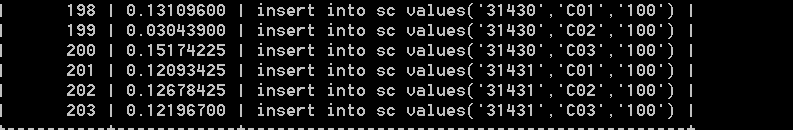 | 198 | 0.13109600 | insert into sc values('31430','C01','100') |
| 199 | 0.03043900 | insert into sc values('31430','C02','100') |
| 200 | 0.15174225 | insert into sc values('31430','C03','100') |
| 201 | 0.12093425 | insert into sc values('31431','C01','100') |
| 202 | 0.12678425 | insert into sc values('31431','C02','100') |
| 203 | 0.12196700 | insert into sc values('31431','C03','100') |